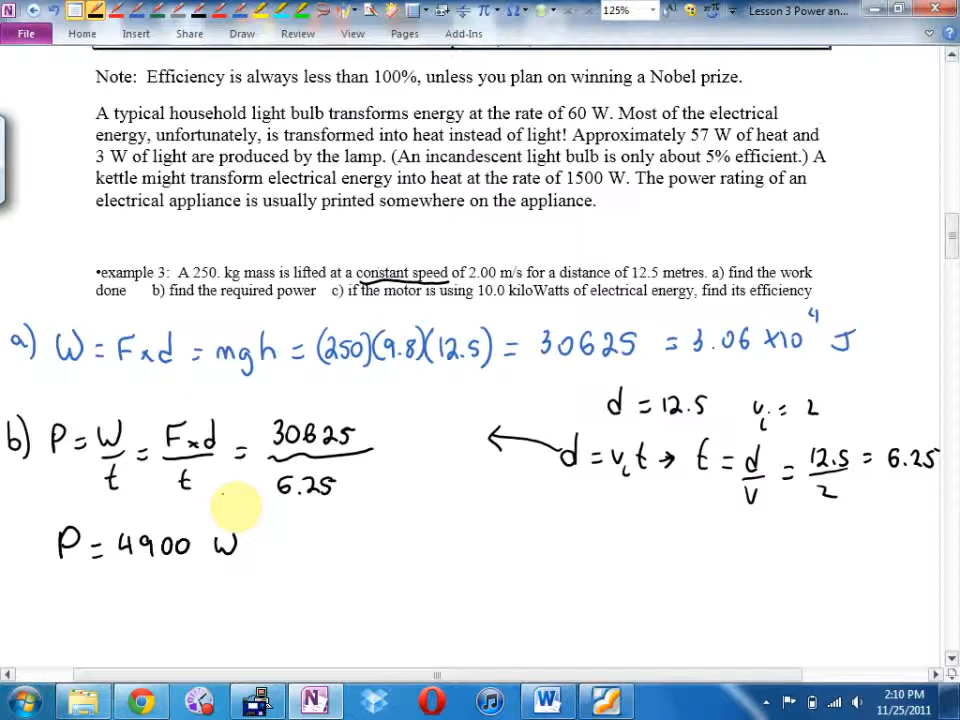 125%
Lesson 3 Power an...
File Home Insert Share Draw Review View Pages Add-Ins
Note: Efficiency is always less than 100%, unless you plan on winning a Nobel prize.
A typical household light bulb transforms energy at the rate of 60 W. Most of the electrical
energy, unfortunately, is transformed into heat instead of light! Approximately 57 W of heat and
3 W of light are produced by the lamp. (An incandescent light bulb is only about 5% efficient.) A
kettle might transform electrical energy into heat at the rate of 1500 W. The power rating of an
electrical appliance is usually printed somewhere on the appliance.
•example 3: A 250. kg mass is lifted at a constant speed of 2.00 m/s for a distance of 12.5 metres. a) find the work
done b) find the required power c) if the motor is using 10.0 kiloWatts of electrical energy, find its efficiency
a) W = F x d = mgh = (250)(9.8)(12.5) = 30625 = 3.06 x10⁴ J
d = 12.5 vᵢ = 2
b) P = W/t = F x d/t = 30625/6.25
d = vᵢt → t = d/v = 12.5/2 = 6.25
P = 4900 W
2:10 PM
11/25/2011